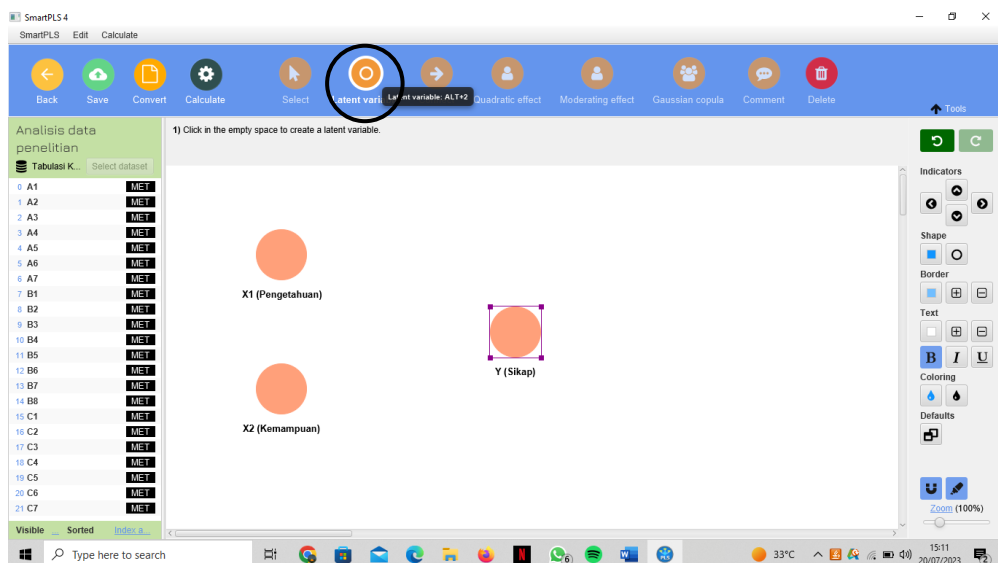 SmartPLS 4
SmartPLS Edit Calculate
Back Save Convert Calculate Select Latent vari Quadratic effect Moderating effect Gaussian copula Comment Delete
Latent variable: ALT+2
Tools
Analisis data
penelitian
Tabulasi K... Select dataset
1) Click in the empty space to create a latent variable.
0 A1 MET
1 A2 MET
2 A3 MET
3 A4 MET
4 A5 MET
5 A6 MET
6 A7 MET
7 B1 MET
8 B2 MET
9 B3 MET
10 B4 MET
11 B5 MET
12 B6 MET
13 B7 MET
14 B8 MET
15 C1 MET
16 C2 MET
17 C3 MET
18 C4 MET
19 C5 MET
20 C6 MET
21 C7 MET
Visible ... Sorted Index a...
X1 (Pengetahuan)
Y (Sikap)
X2 (Kemampuan)
Indicators
Shape
Border
Text
B I U
Coloring
Defaults
Zoom (100%)
Type here to search
33°C
15:11
20/07/2023